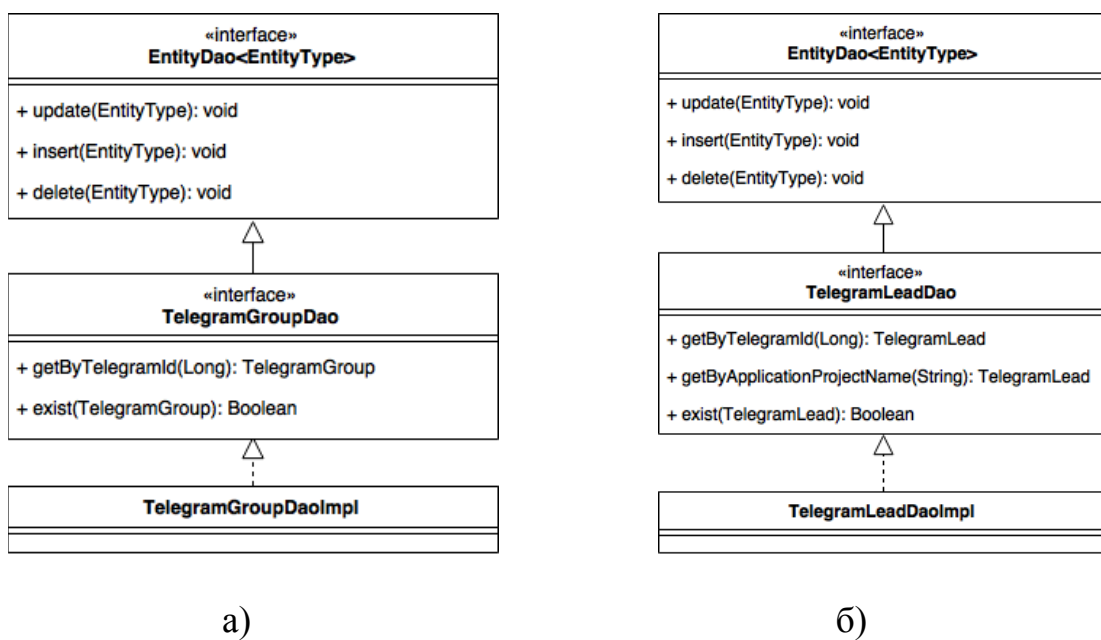 «interface»
EntityDao<EntityType>
+ update(EntityType): void
+ insert(EntityType): void
+ delete(EntityType): void
«interface»
TelegramGroupDao
+ getByTelegramId(Long): TelegramGroup
+ exist(TelegramGroup): Boolean
TelegramGroupDaoImpl
а)
«interface»
EntityDao<EntityType>
+ update(EntityType): void
+ insert(EntityType): void
+ delete(EntityType): void
«interface»
TelegramLeadDao
+ getByTelegramId(Long): TelegramLead
+ getByApplicationProjectName(String): TelegramLead
+ exist(TelegramLead): Boolean
TelegramLeadDaoImpl
б)